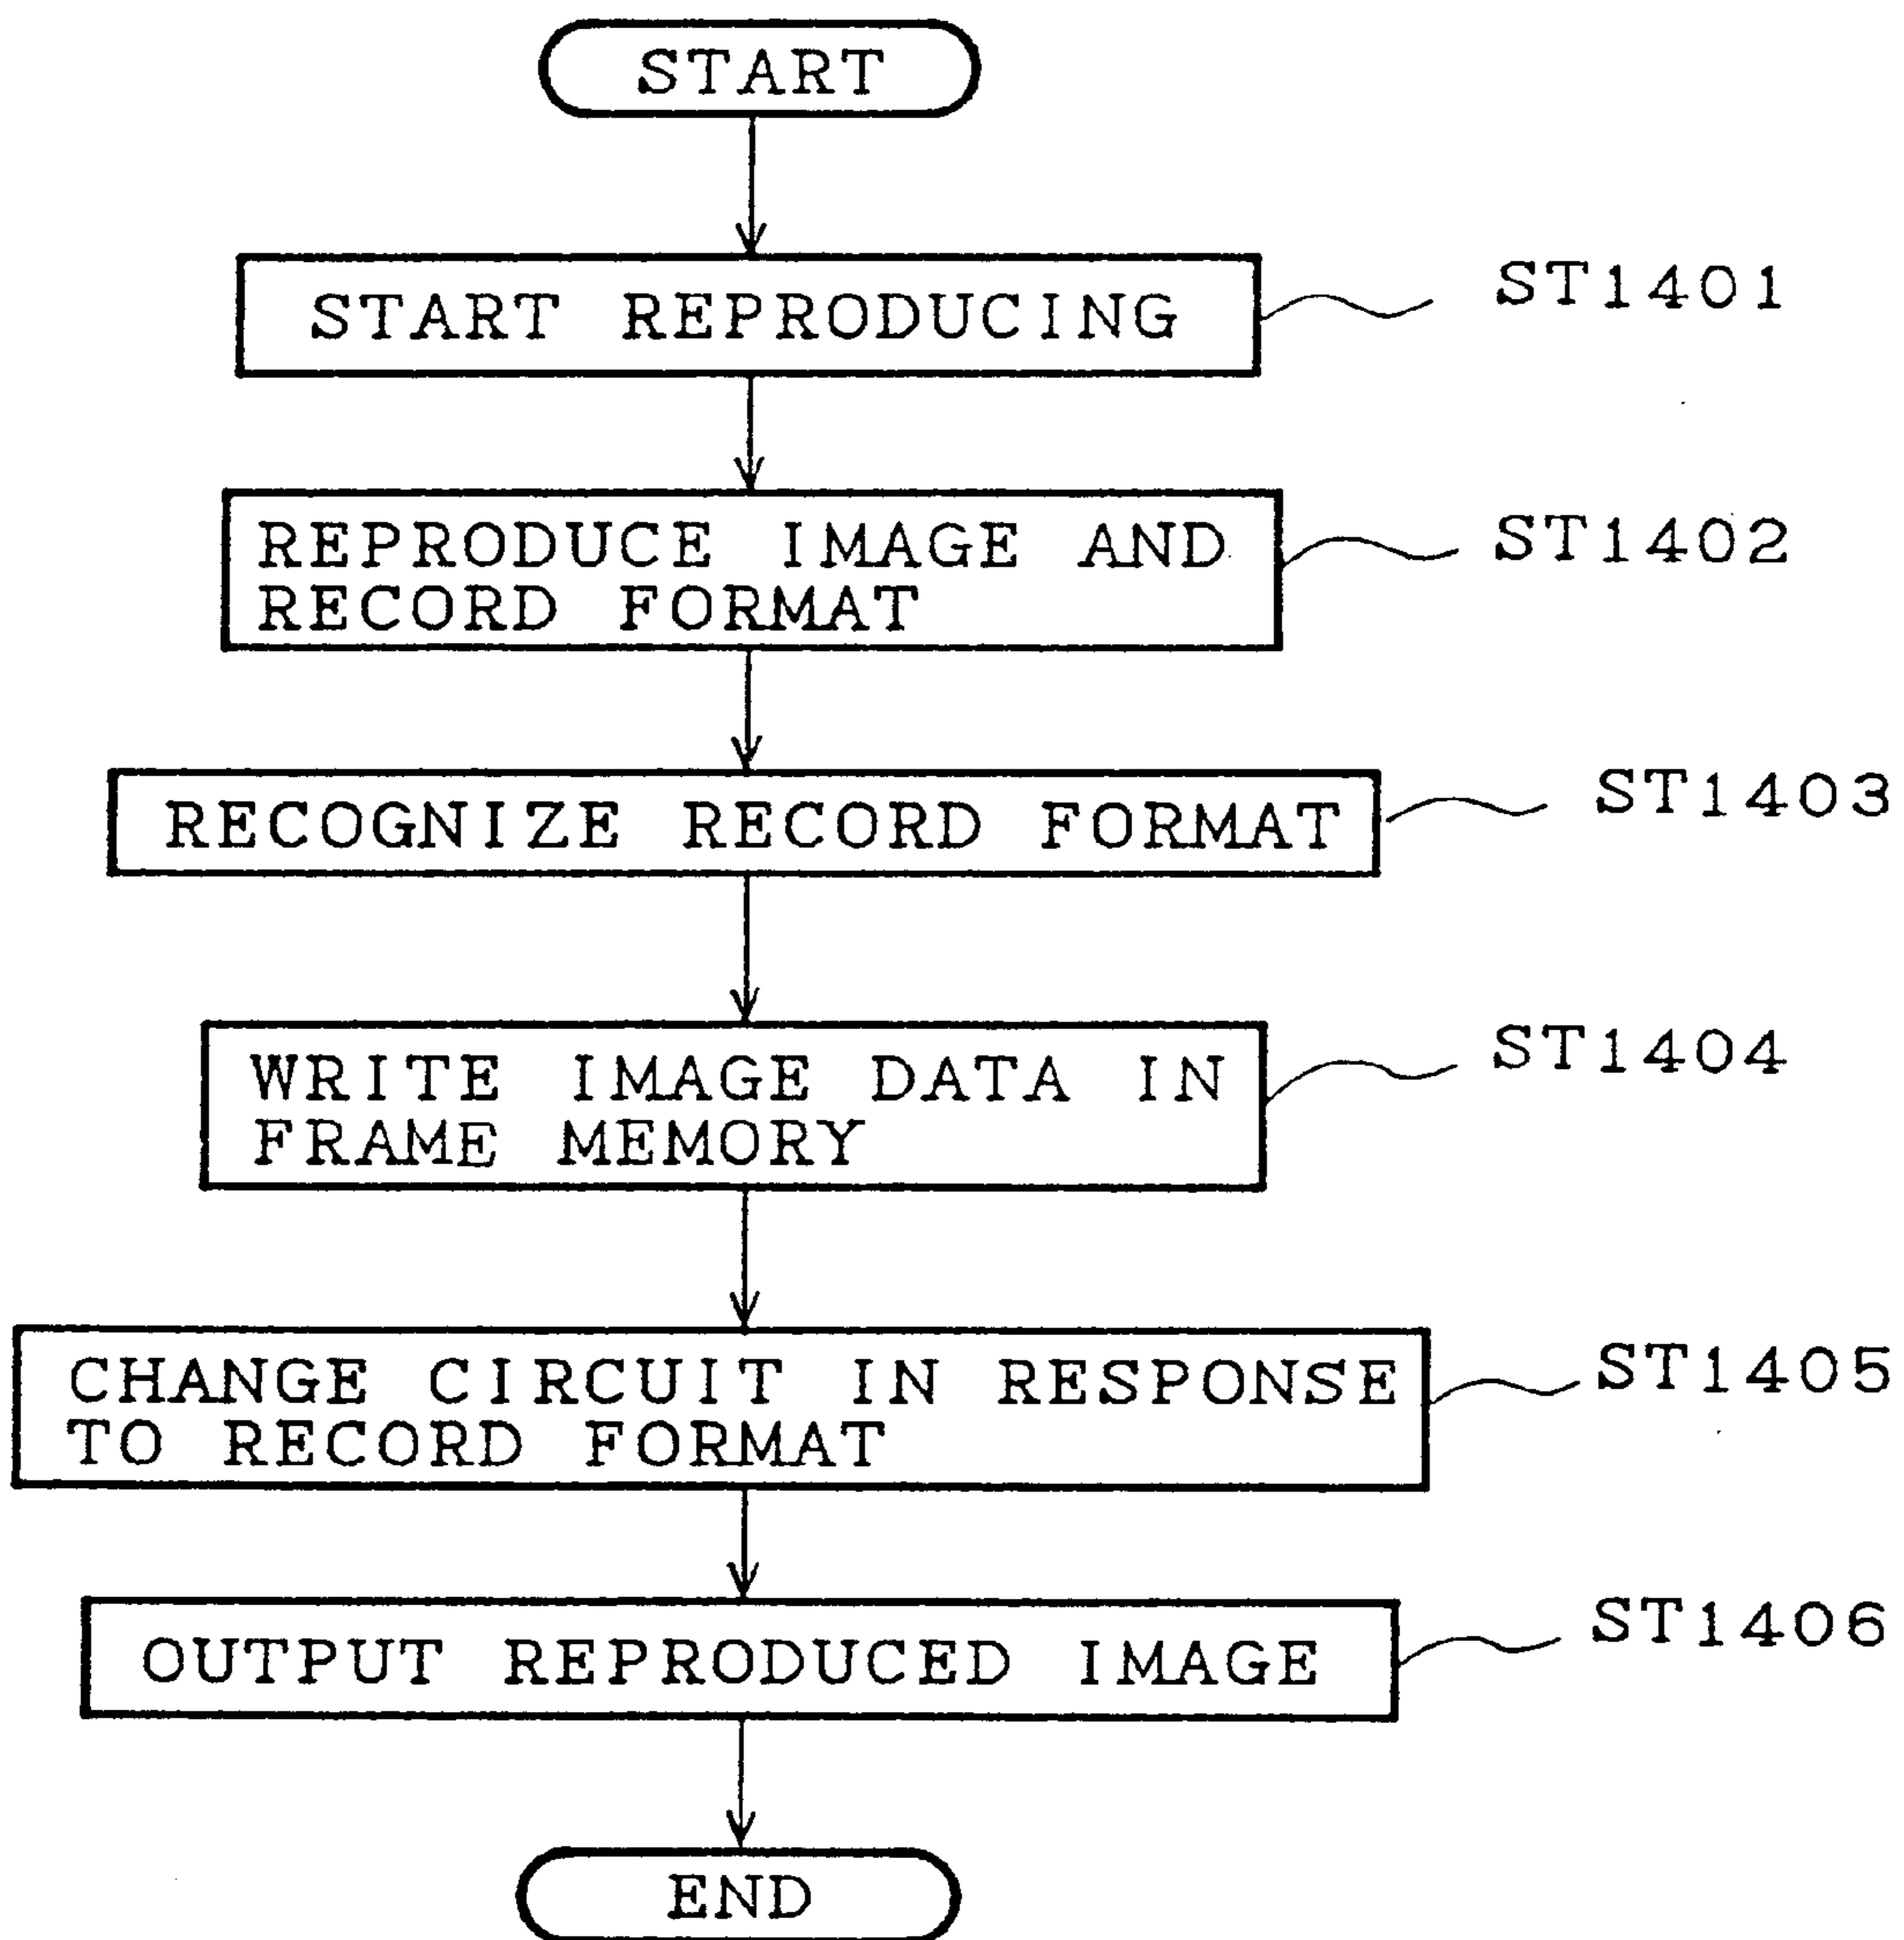 START
START REPRODUCING
ST1401
REPRODUCE IMAGE AND
RECORD FORMAT
ST1402
RECOGNIZE RECORD FORMAT
ST1403
WRITE IMAGE DATA IN
FRAME MEMORY
ST1404
CHANGE CIRCUIT IN RESPONSE
TO RECORD FORMAT
ST1405
OUTPUT REPRODUCED IMAGE
ST1406
END